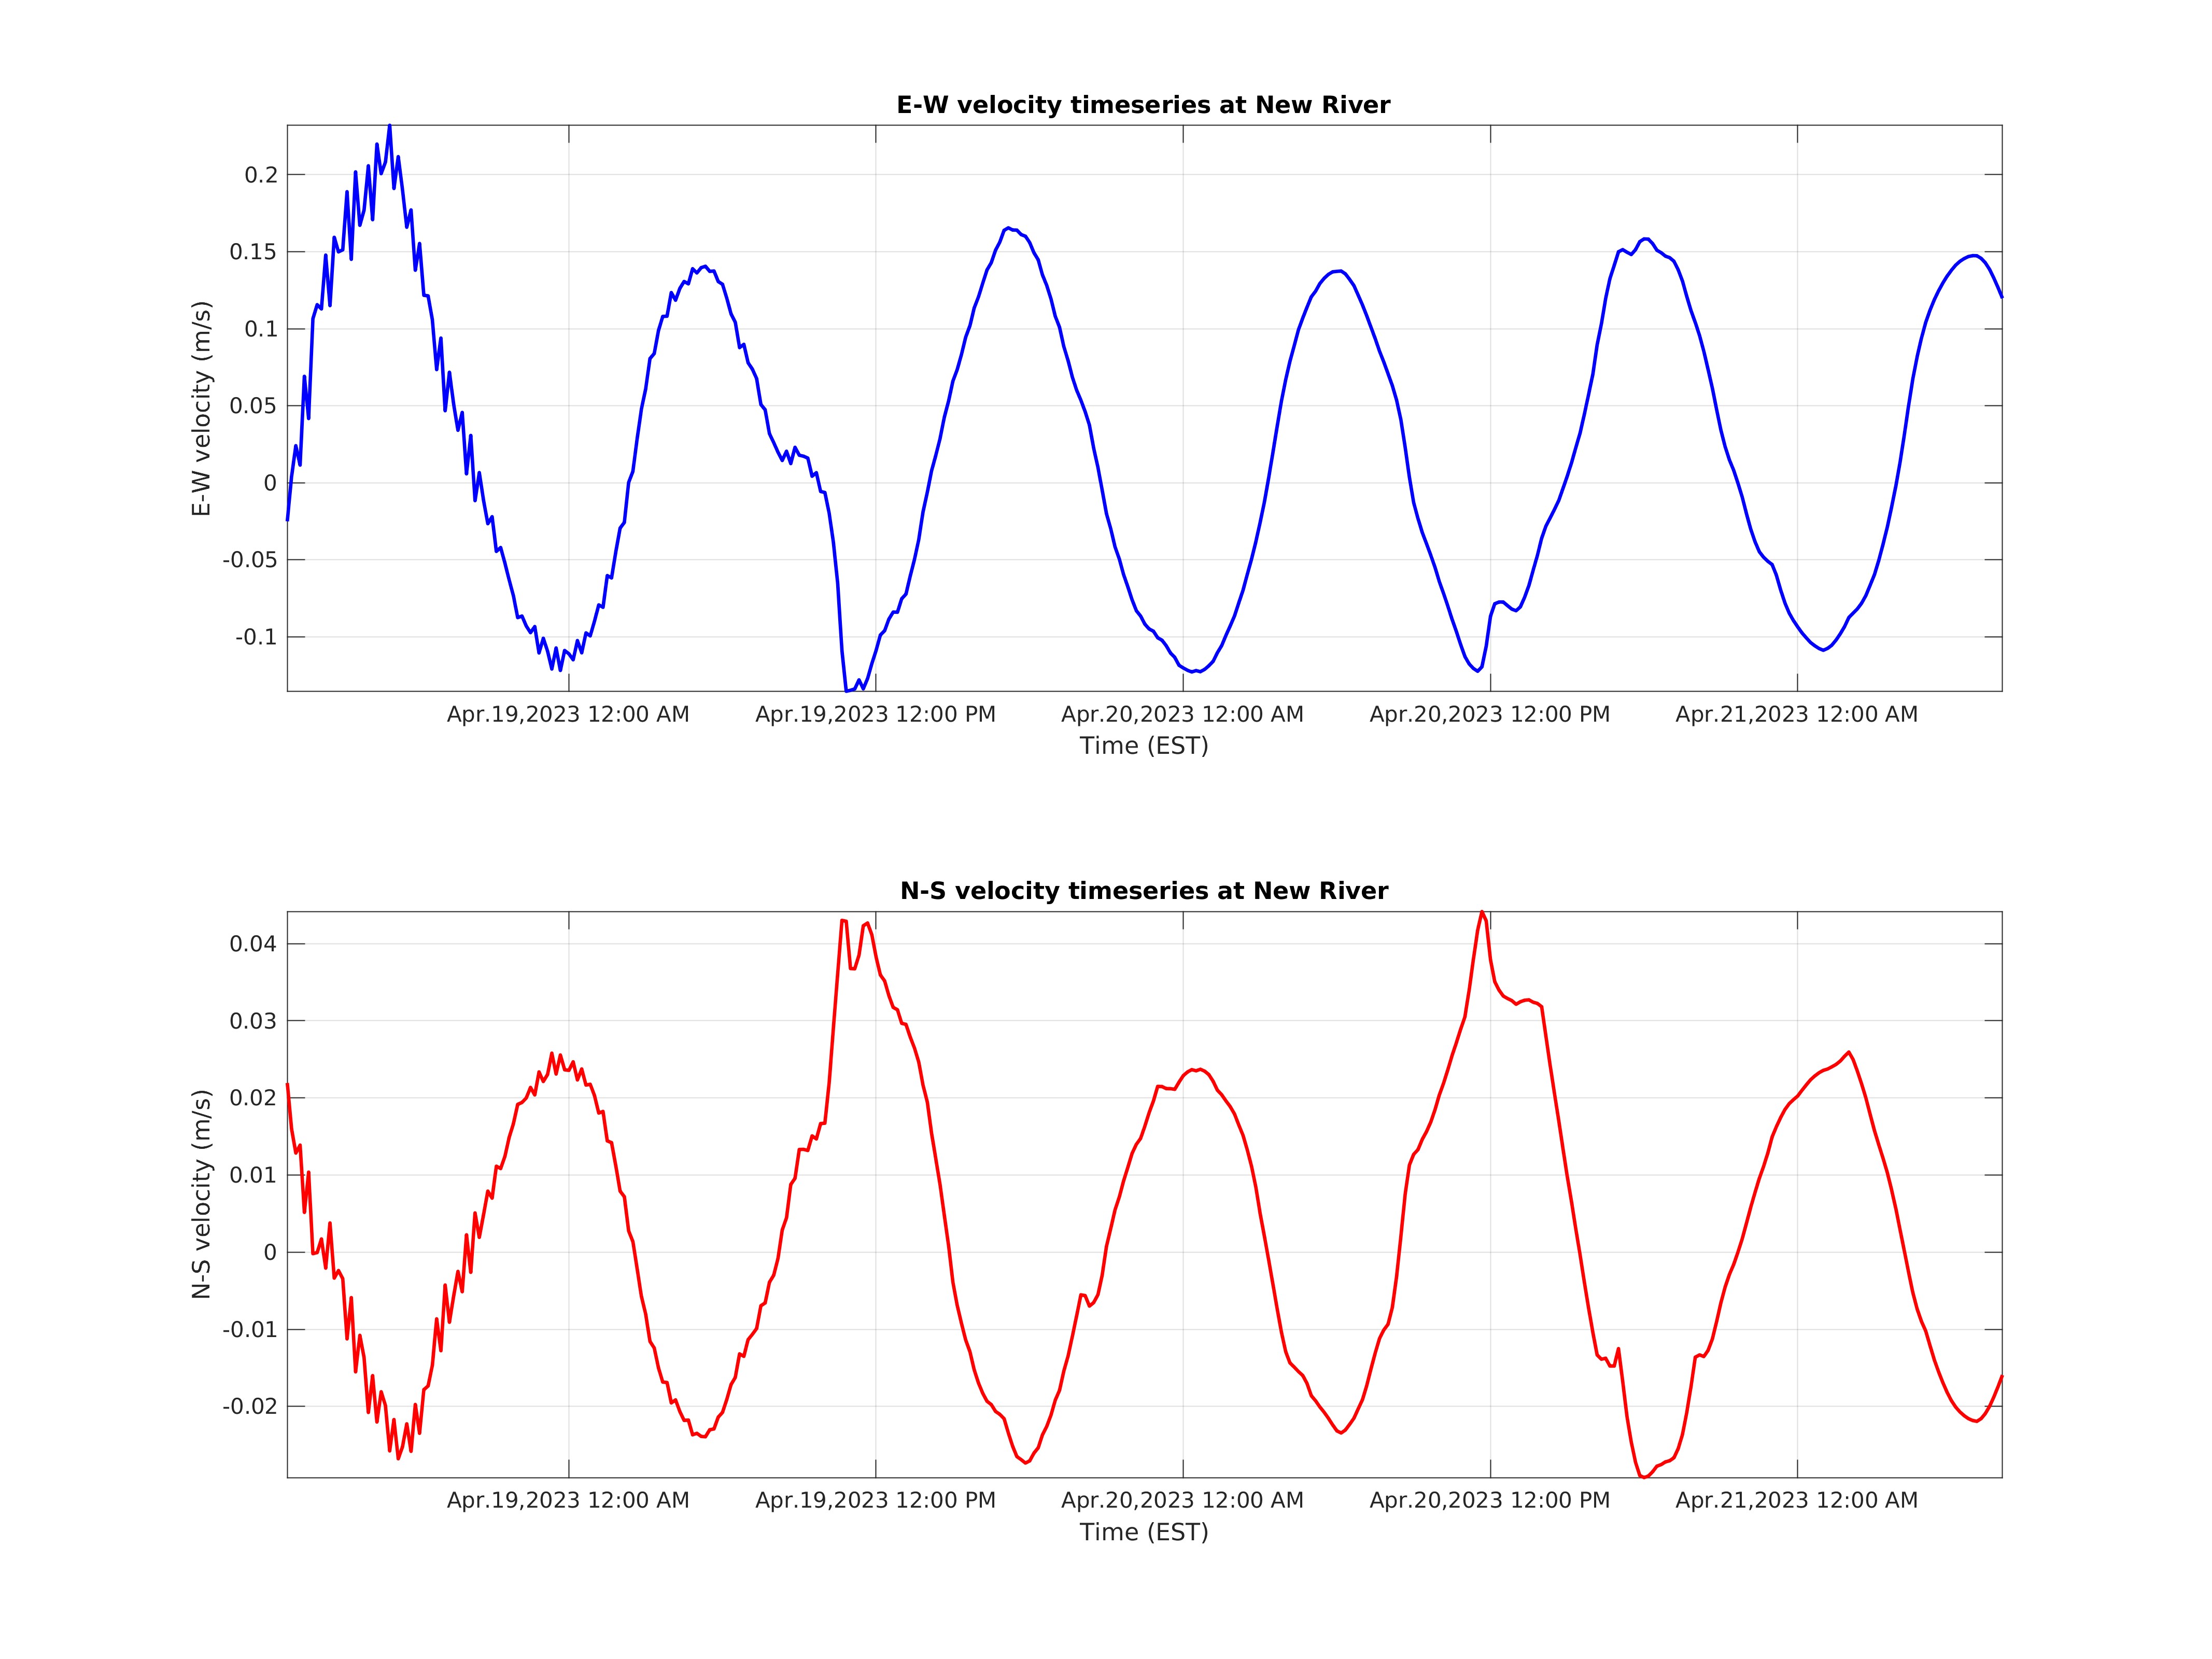 E-W velocity timeseries at New River
0.2
0.15
0.1
0.05
0
-0.05
-0.1
E-W velocity (m/s)
Apr.19,2023 12:00 AM Apr.19,2023 12:00 PM Apr.20,2023 12:00 AM Apr.20,2023 12:00 PM Apr.21,2023 12:00 AM
Time (EST)
N-S velocity timeseries at New River
0.04
0.03
0.02
0.01
0
-0.01
-0.02
N-S velocity (m/s)
Apr.19,2023 12:00 AM Apr.19,2023 12:00 PM Apr.20,2023 12:00 AM Apr.20,2023 12:00 PM Apr.21,2023 12:00 AM
Time (EST)